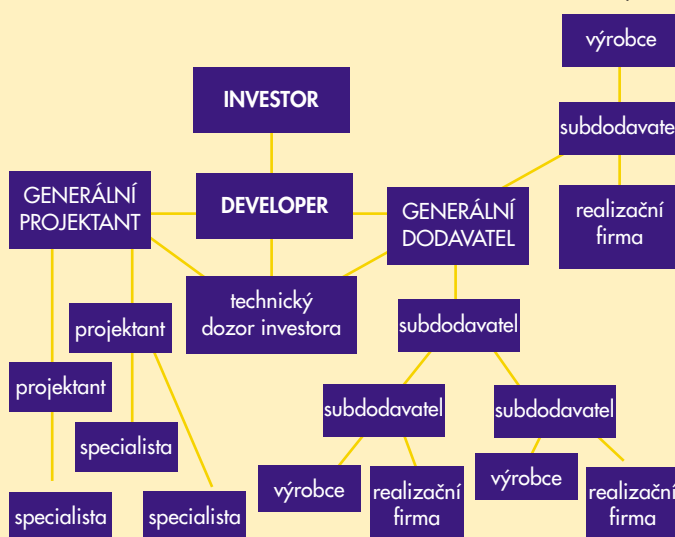 výrobce
INVESTOR
subdodavatel
GENERÁLNÍ
PROJEKTANT
DEVELOPER
GENERÁLNÍ
DODAVATEL
realizační
firma
technický
dozor investora
projektant
subdodavatel
projektant
subdodavatel
subdodavatel
specialista
výrobce
realizační
firma
výrobce
realizační
firma
specialista
specialista